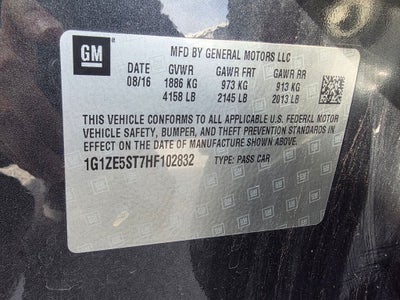 GM
MFD BY GENERAL MOTORS LLC
DATE GVWR GAWR FRT GAWR RR
08/16 1886 KG 973 KG 913 KG
4158 LB 2145 LB 2013 LB
THIS VEHICLE CONFORMS TO ALL APPLICABLE U.S. FEDERAL MOTOR
VEHICLE SAFETY, BUMPER, AND THEFT PREVENTION STANDARDS
IN EFFECT ON THE DATE OF MANUFACTURE SHOWN ABOVE.
1G1ZE5ST7HF102832 TYPE: PASS CAR